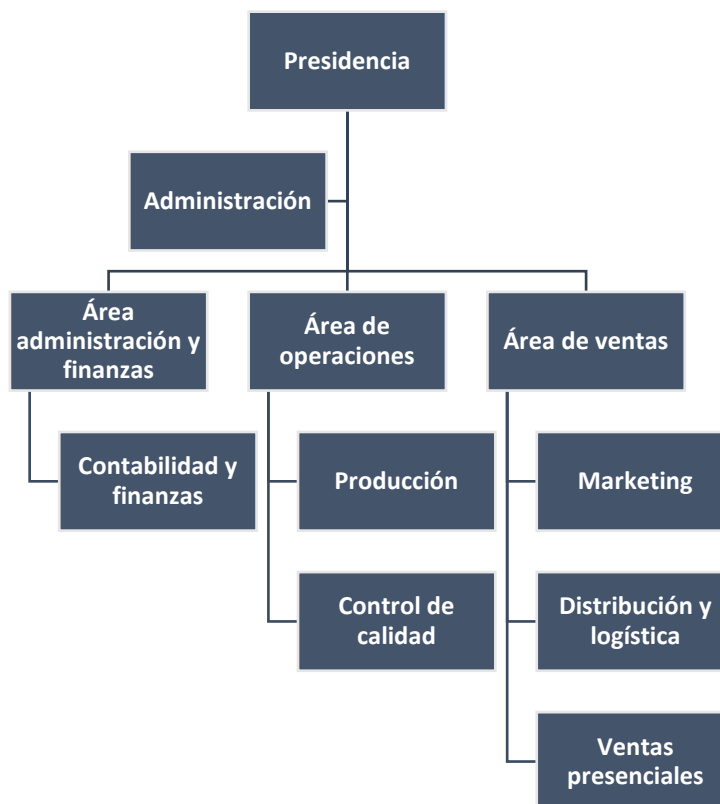 Presidencia
Administración
Área
administración y
finanzas
Área de
operaciones
Área de ventas
Contabilidad y
finanzas
Producción
Marketing
Control de
calidad
Distribución y
logística
Ventas
presenciales